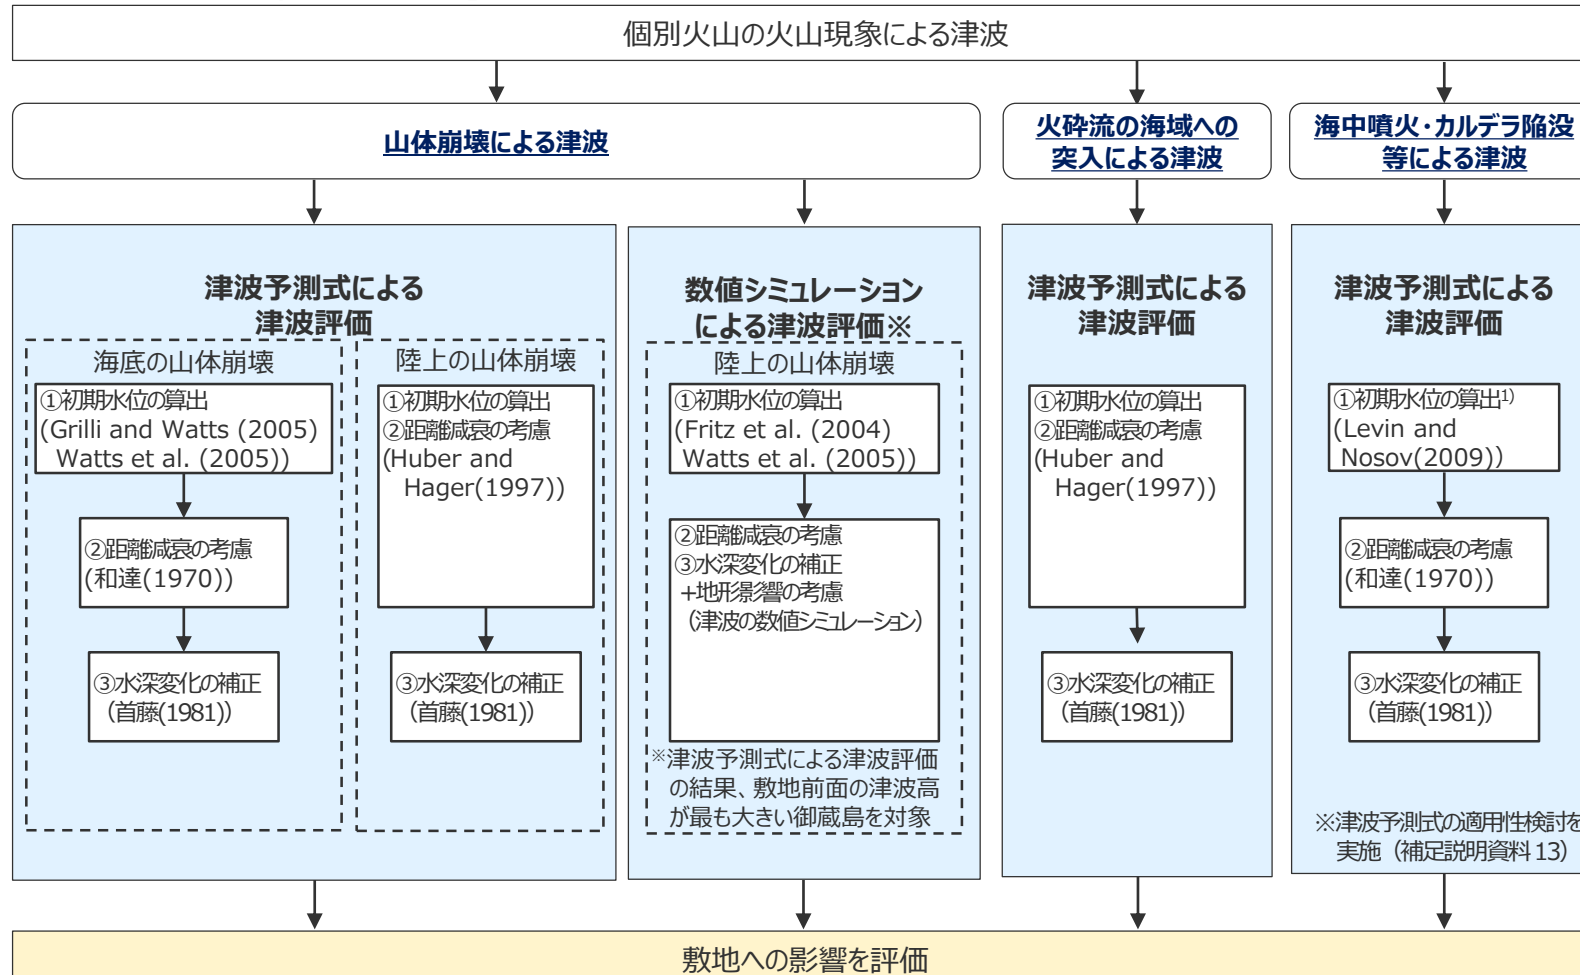 個別火山の火山現象による津波
山体崩壊による津波
火砕流の海域への
突入による津波
海中噴火・カルデラ陥没
等による津波
津波予測式による
津波評価
海底の山体崩壊
①初期水位の算出
(Grilli and Watts (2005)
Watts et al. (2005))
②距離減衰の考慮
(和達(1970))
③水深変化の補正
（首藤(1981)）
陸上の山体崩壊
①初期水位の算出
②距離減衰の考慮
(Huber and
Hager(1997))
③水深変化の補正
（首藤(1981)）
数値シミュレーション
による津波評価※
陸上の山体崩壊
①初期水位の算出
(Fritz et al. (2004)
Watts et al. (2005))
②距離減衰の考慮
③水深変化の補正
+地形影響の考慮
（津波の数値シミュレーション）
※津波予測式による津波評価
の結果、敷地前面の津波高
が最も大きい御蔵島を対象
津波予測式による
津波評価
①初期水位の算出
②距離減衰の考慮
(Huber and
Hager(1997))
③水深変化の補正
（首藤(1981)）
津波予測式による
津波評価
①初期水位の算出1)
(Levin and
Nosov(2009))
②距離減衰の考慮
(和達(1970))
③水深変化の補正
（首藤(1981)）
※津波予測式の適用性検討を
実施（補足説明資料13）
敷地への影響を評価